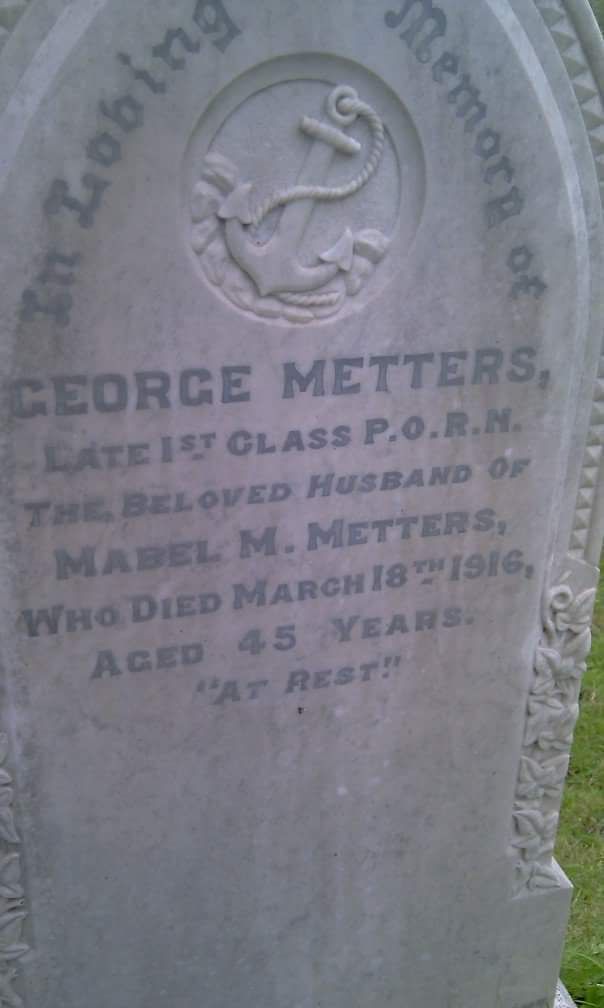 In Loving Memory of
GEORGE METTERS,
LATE 1ST CLASS P.O.R.N.
THE BELOVED HUSBAND OF
MABEL M. METTERS,
WHO DIED MARCH 18TH 1916,
AGED 45 YEARS.
"AT REST."